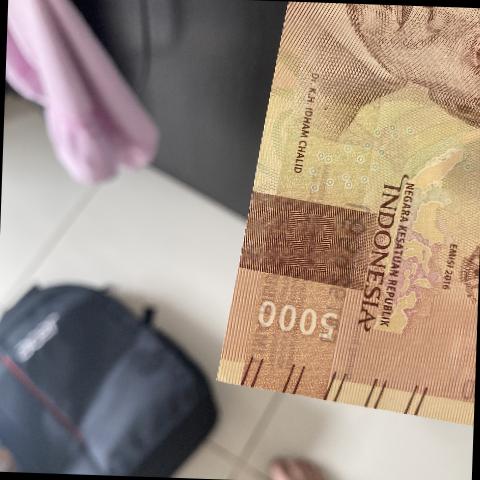 Dr. K.H. IDHAM CHALID
NEGARA KESATUAN REPUBLIK
INDONESIA
EMISI 2016
5000